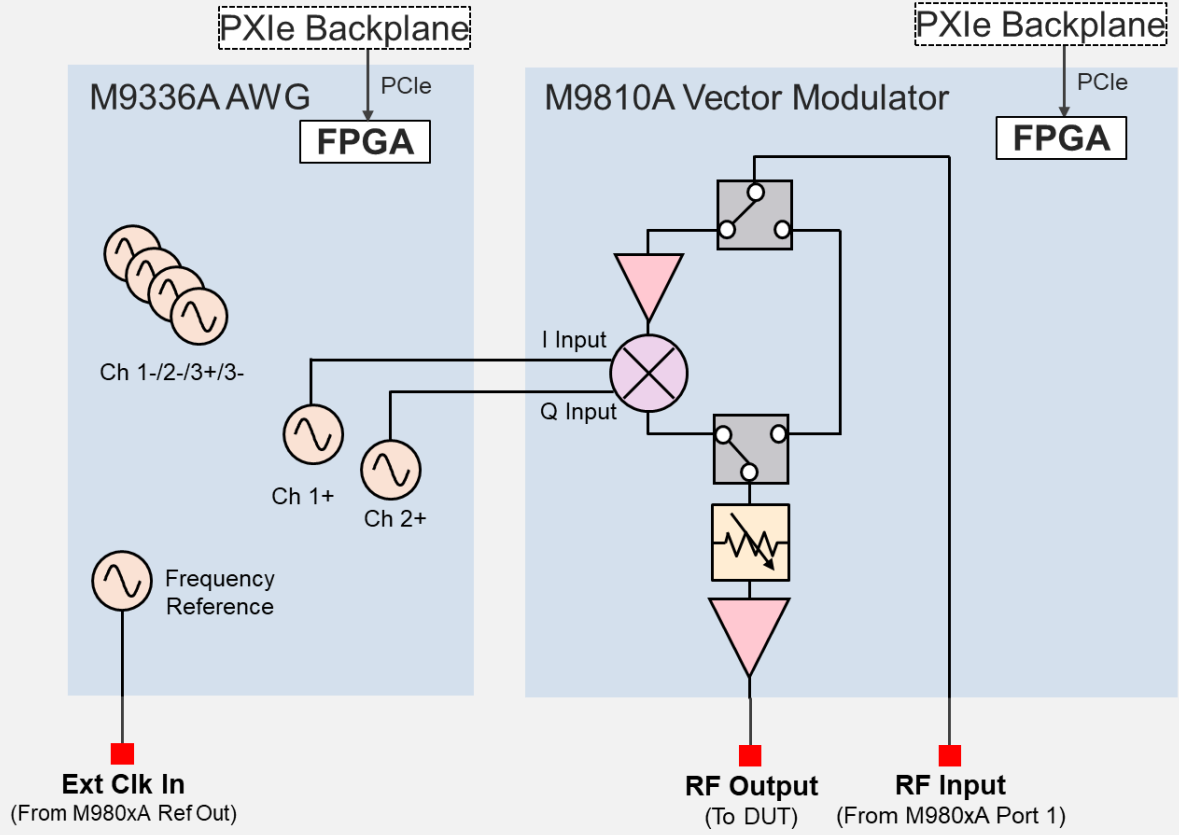 PXIe Backplane
PCIe
M9336A AWG
FPGA
Ch 1-/2-/3+/3-
Ch 1+
Ch 2+
Frequency
Reference
Ext Clk In
(From M980xA Ref Out)
PXIe Backplane
PCIe
M9810A Vector Modulator
FPGA
I Input
Q Input
RF Output
(To DUT)
RF Input
(From M980xA Port 1)